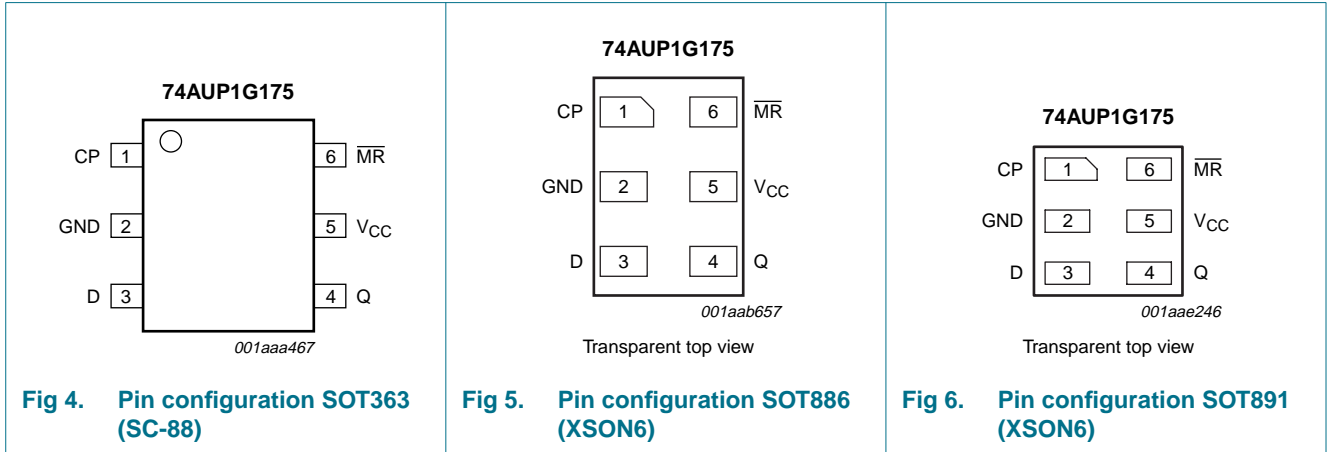 74AUP1G175
CP 1 6 MR
GND 2 5 VCC
D 3 4 Q
001aaa467
Fig 4. Pin configuration SOT363
(SC-88)
74AUP1G175
CP 1 6 MR
GND 2 5 VCC
D 3 4 Q
001aab657
Transparent top view
Fig 5. Pin configuration SOT886
(XSON6)
74AUP1G175
CP 1 6 MR
GND 2 5 VCC
D 3 4 Q
001aae246
Transparent top view
Fig 6. Pin configuration SOT891
(XSON6)